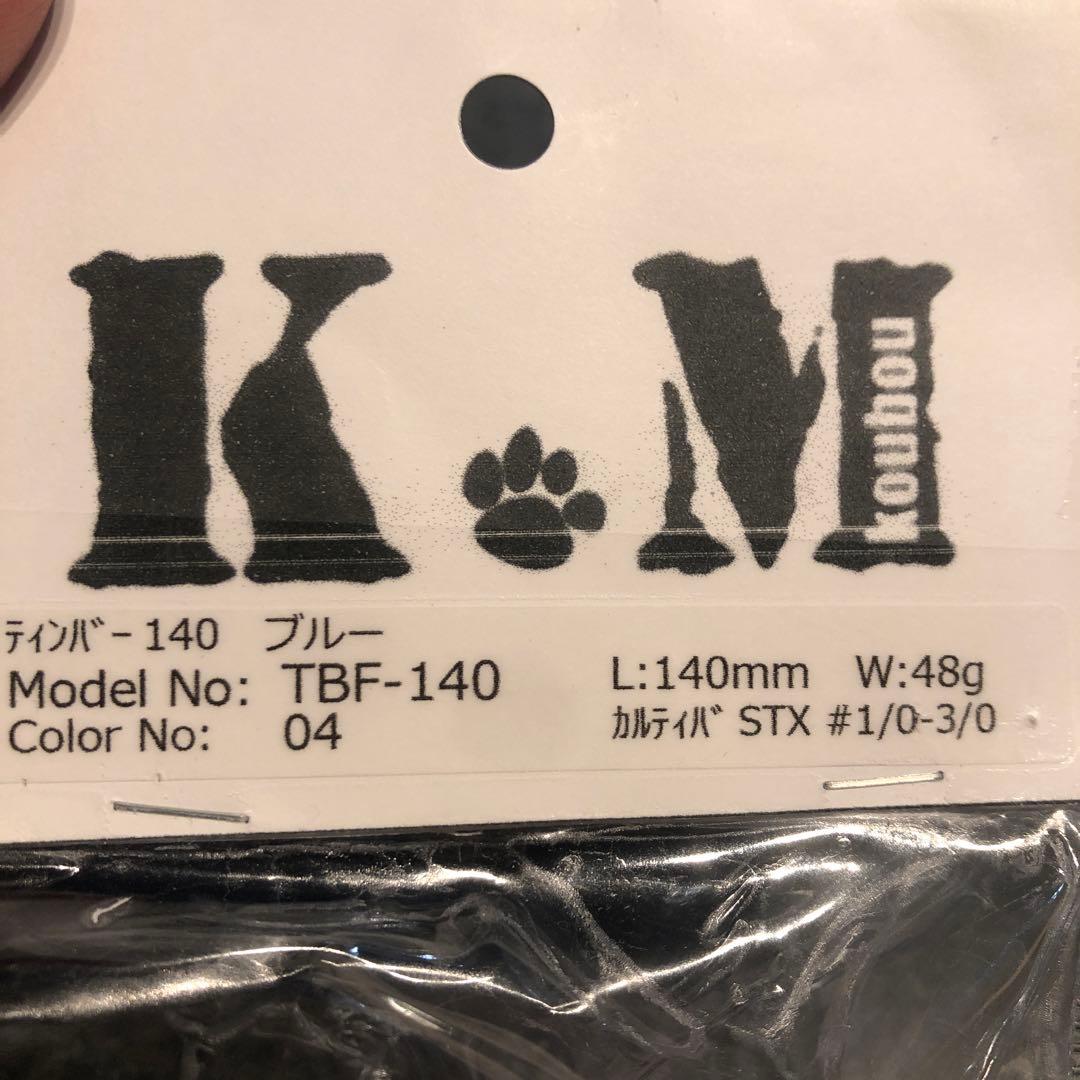 K M
koubou
ﾃｨﾝﾊﾞｰ140 ブルー
Model No: TBF-140 L:140mm W:48g
Color No: 04 ｶﾙﾃｨﾊﾞ STX #1/0-3/0